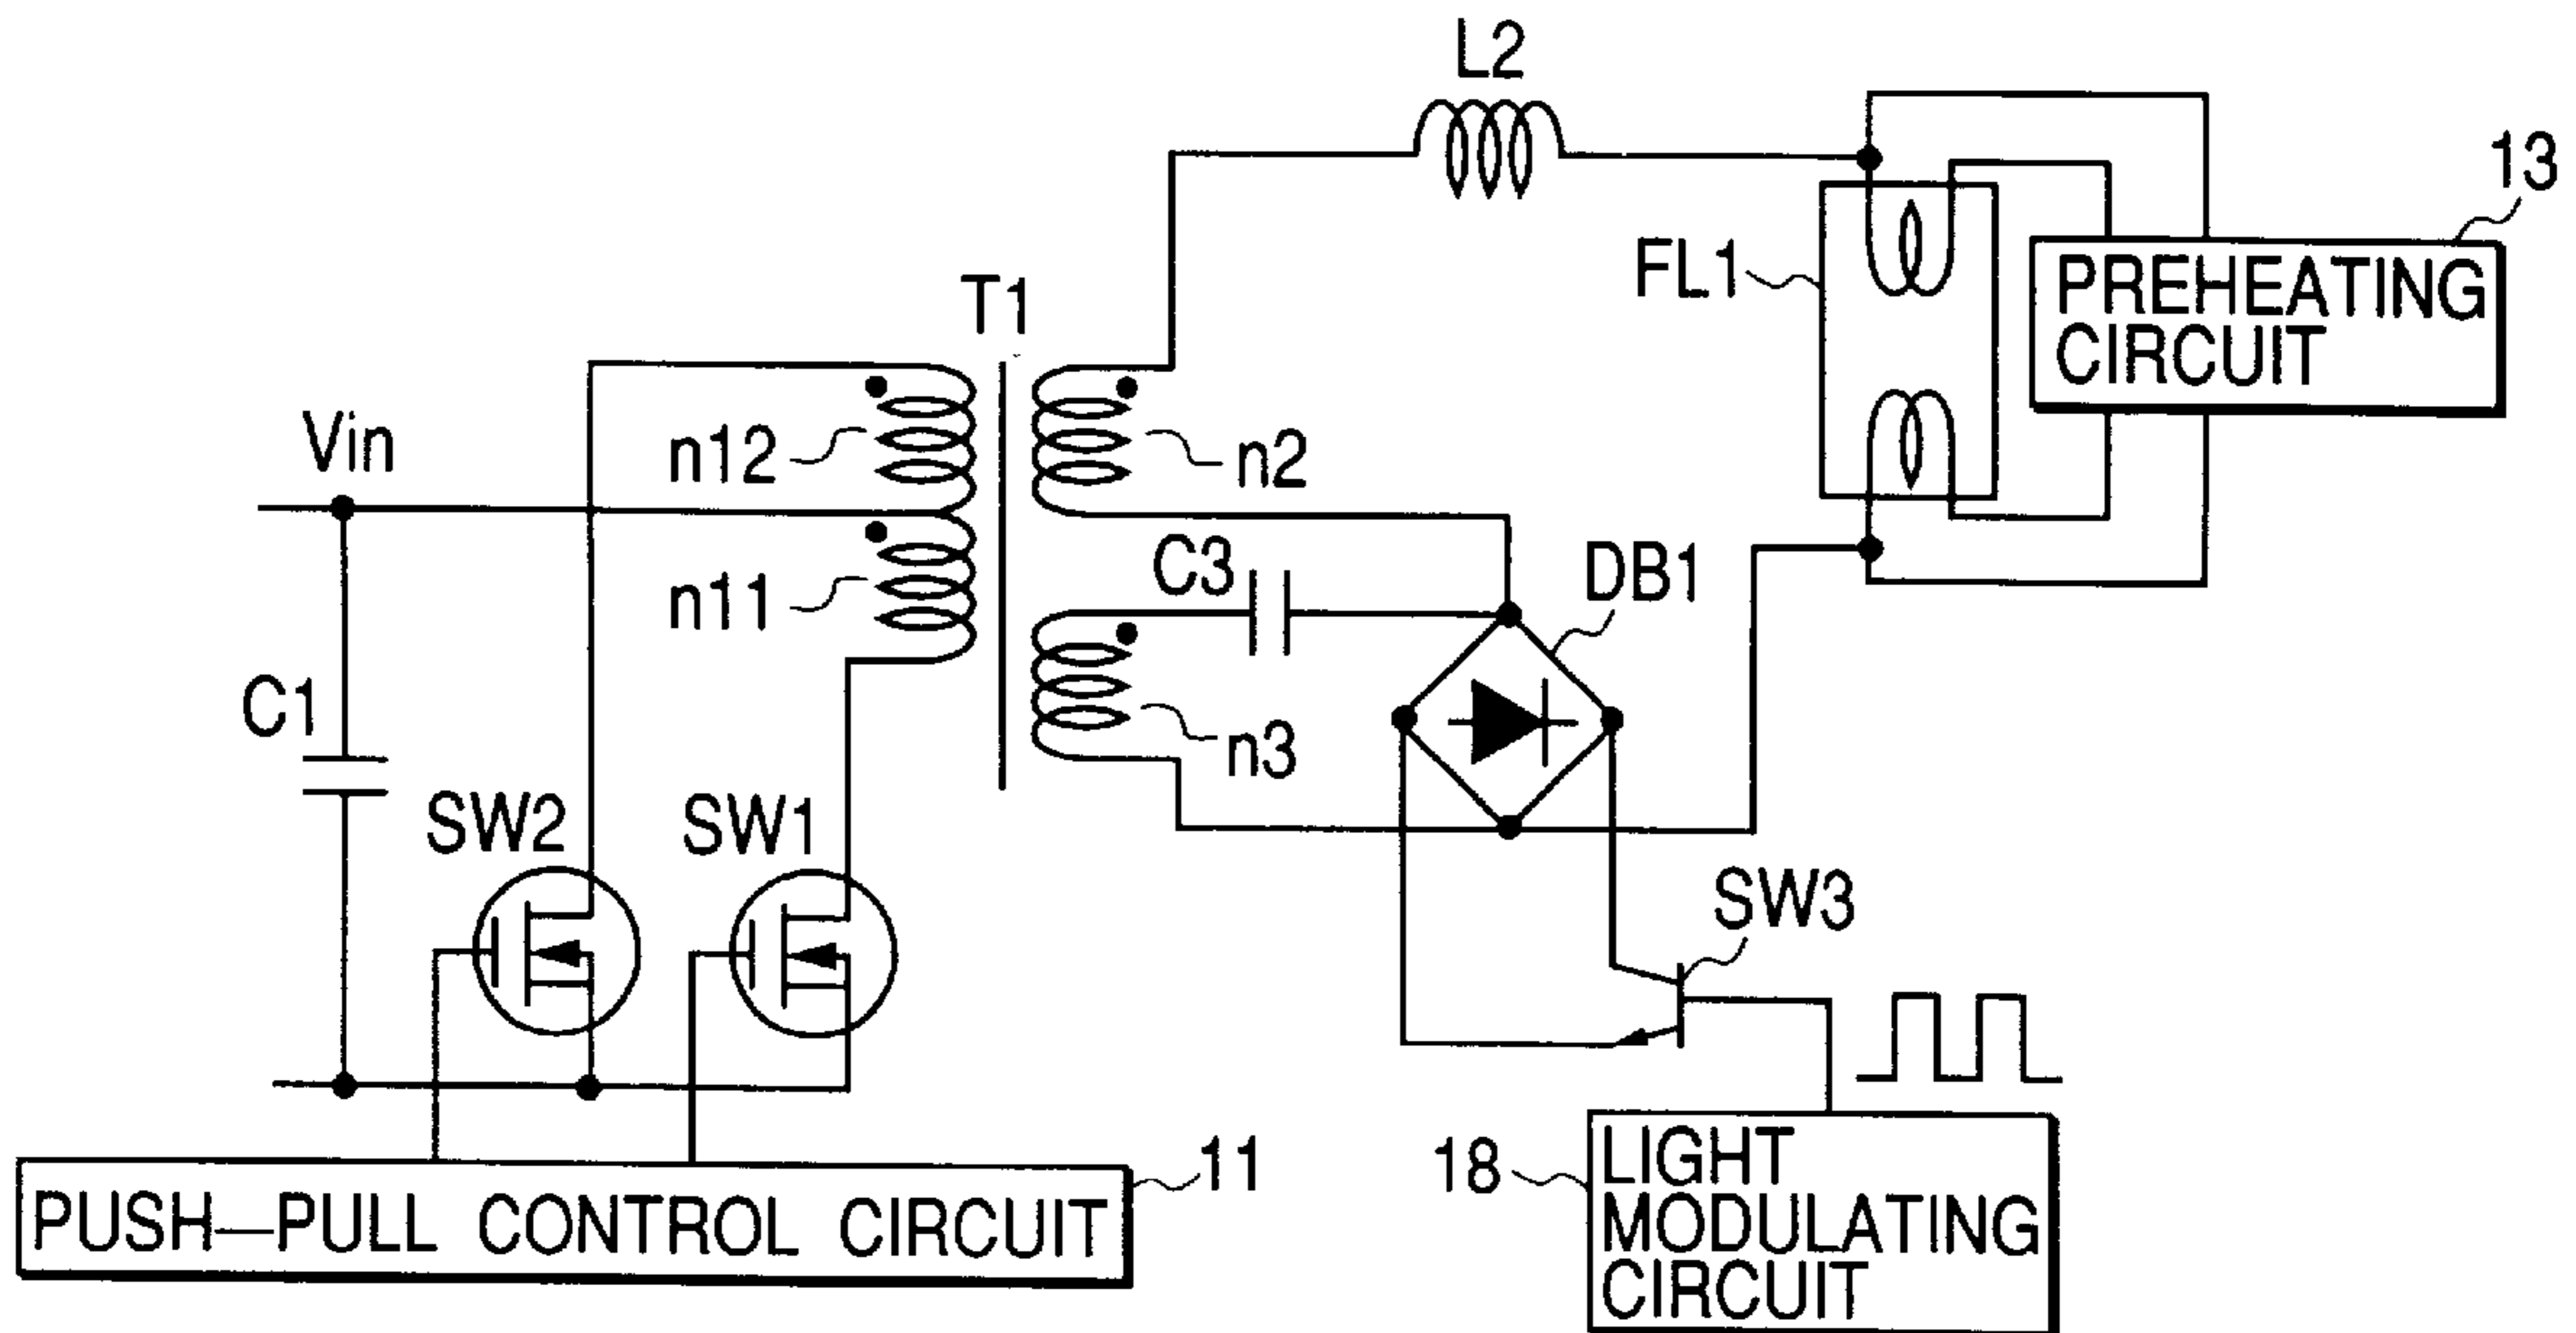 L2
13
FL1
PREHEATING
CIRCUIT
T1
Vin
n12
n2
C3
DB1
n11
C1
n3
SW2
SW1
SW3
11
PUSH—PULL CONTROL CIRCUIT
18
LIGHT
MODULATING
CIRCUIT